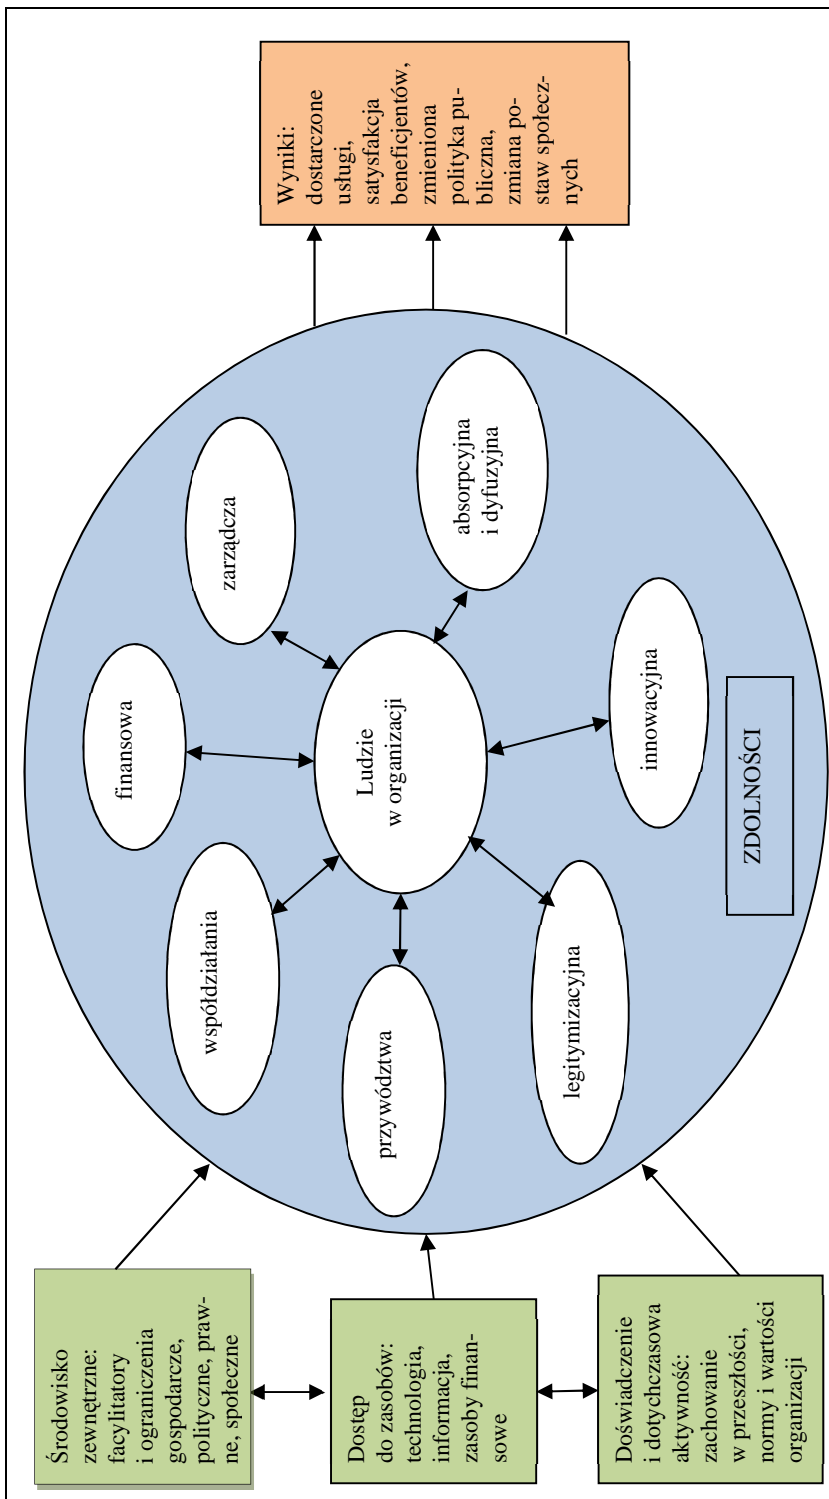 Środowisko
zewnętrzne:
facylitatory
i ograniczenia
gospodarcze,
polityczne, praw-
ne, społeczne
Dostęp
do zasobów:
technologia,
informacja,
zasoby finan-
sowe
Doświadczenie
i dotychczasowa
aktywność:
zachowanie
w przeszłości,
normy i wartości
organizacji
współdziałania
finansowa
zarządcza
przywództwa
Ludzie
w organizacji
absorpcyjna
i dyfuzyjna
legitymizacyjna
innowacyjna
ZDOLNOŚCI
Wyniki:
dostarczone
usługi,
satysfakcja
beneficjentów,
zmieniona
polityka pu-
bliczna,
zmiana po-
staw społecz-
nych